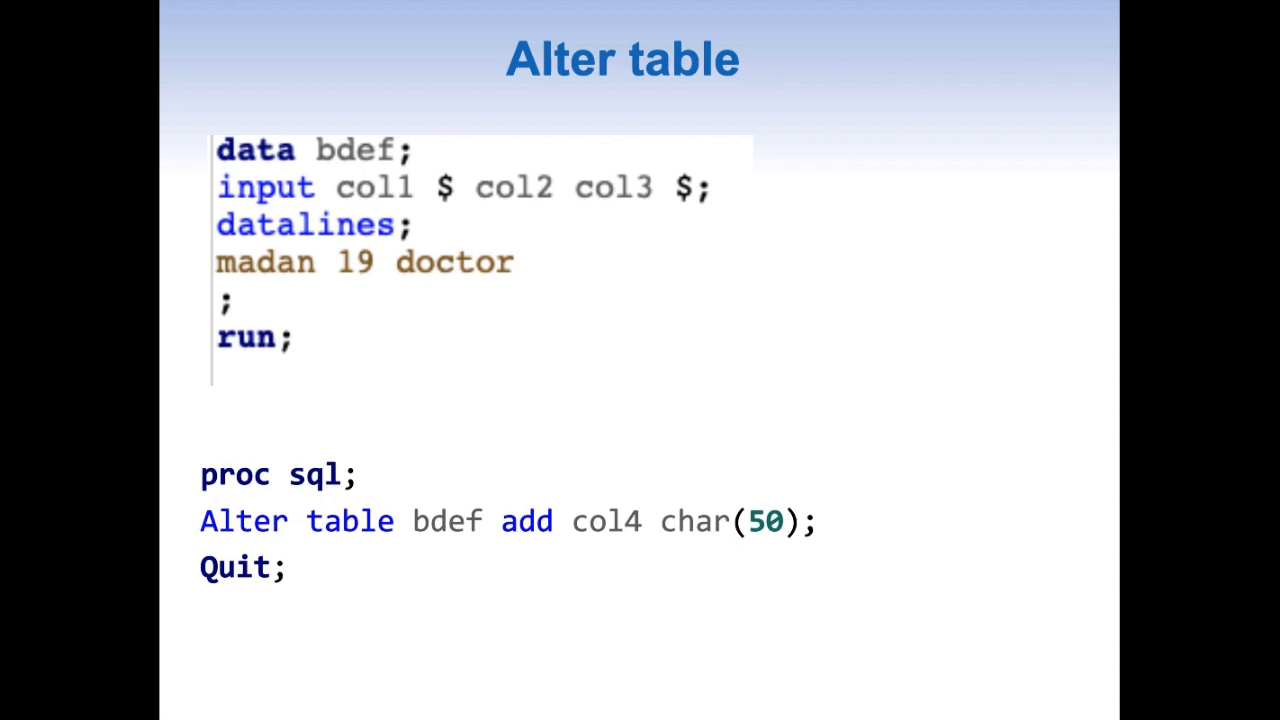 Alter table
data bdef;
input col1 $ col2 col3 $;
datalines;
madan 19 doctor
;
run;
proc sql;
Alter table bdef add col4 char(50);
Quit;